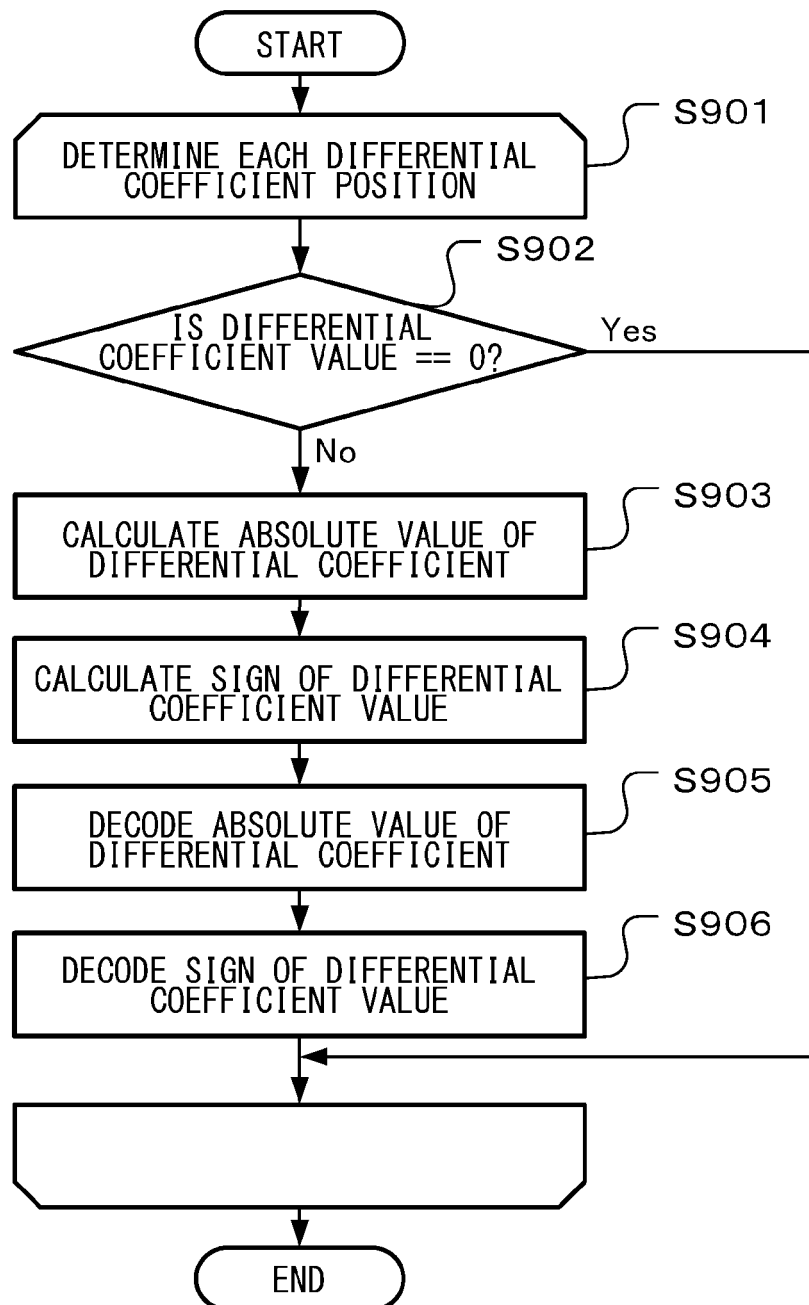 START
S901
DETERMINE EACH DIFFERENTIAL
COEFFICIENT POSITION
S902
IS DIFFERENTIAL
COEFFICIENT VALUE == 0?
Yes
No
S903
CALCULATE ABSOLUTE VALUE OF
DIFFERENTIAL COEFFICIENT
S904
CALCULATE SIGN OF DIFFERENTIAL
COEFFICIENT VALUE
S905
DECODE ABSOLUTE VALUE OF
DIFFERENTIAL COEFFICIENT
S906
DECODE SIGN OF DIFFERENTIAL
COEFFICIENT VALUE
END